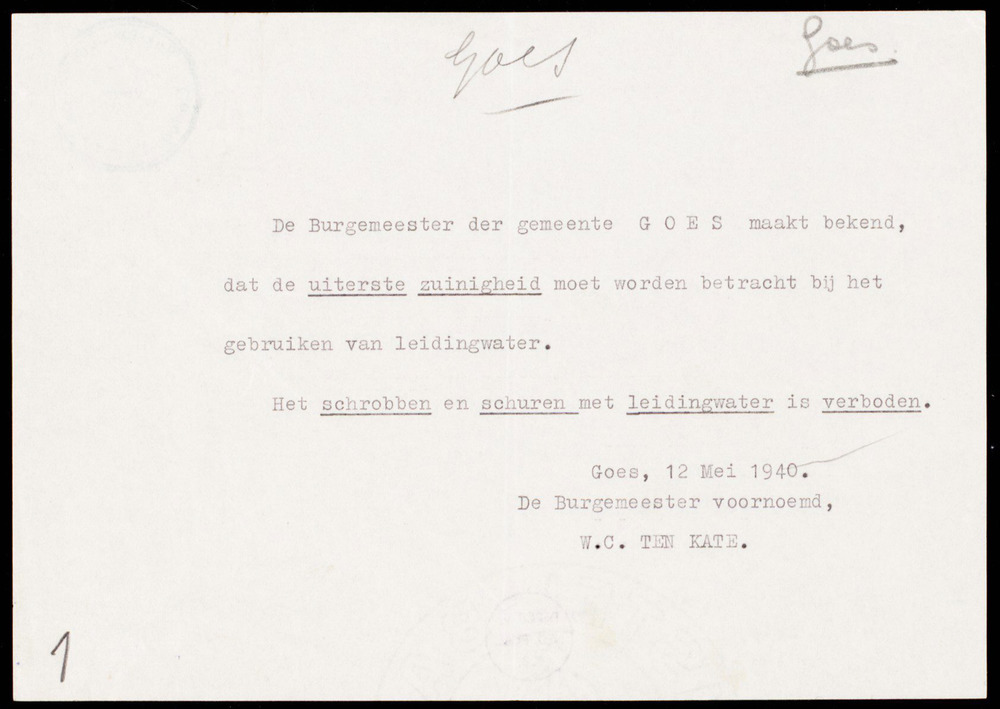 Goes
Goes.
De Burgemeester der gemeente G O E S maakt bekend,
dat de uiterste zuinigheid moet worden betracht bij het
gebruiken van leidingwater.
Het schrobben en schuren met leidingwater is verboden.
Goes, 12 Mei 1940.
De Burgemeester voornoemd,
W.C. TEN KATE.
1